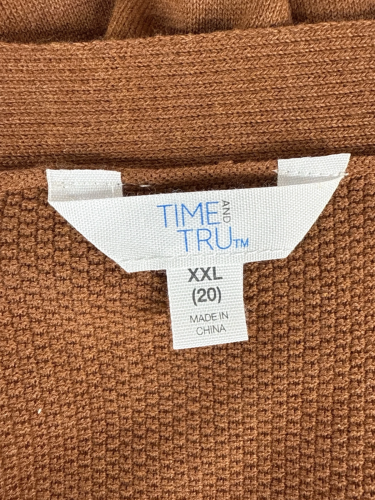 TIME AND
TRU™
XXL
(20)
MADE IN
CHINA